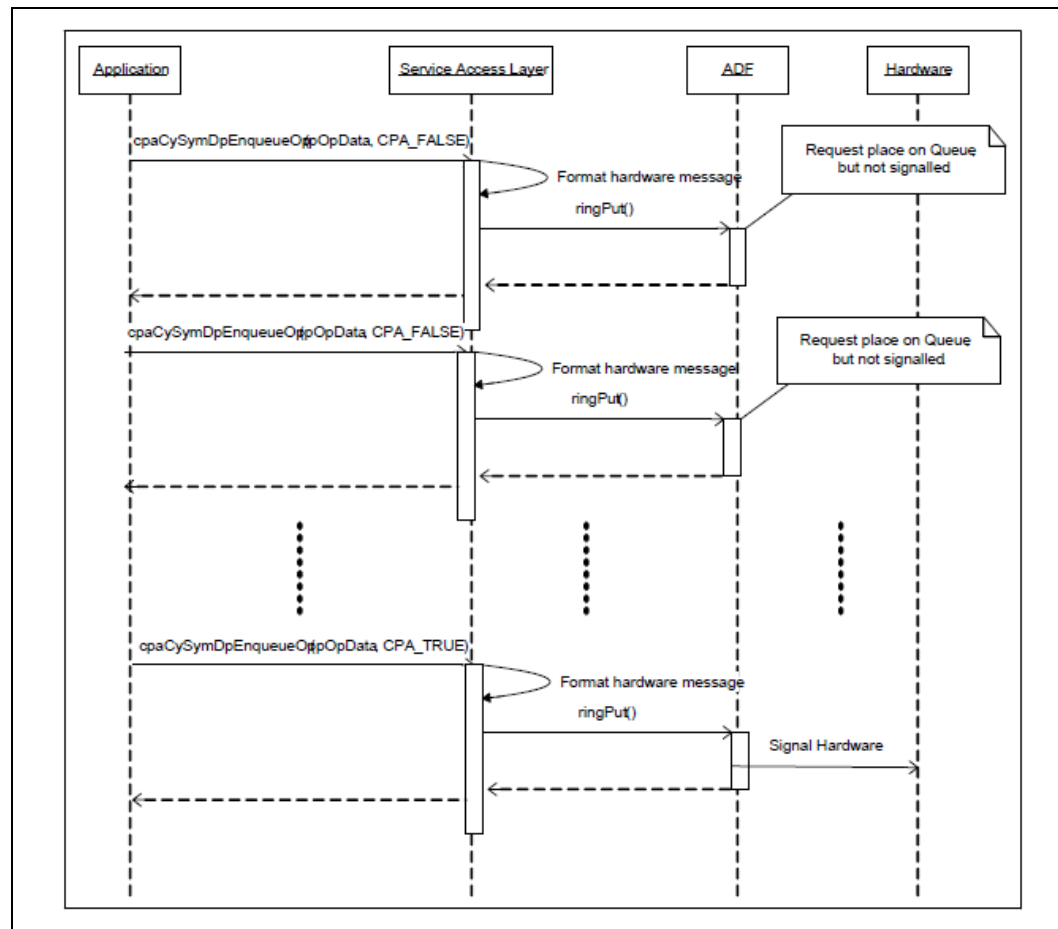 Application
Service Access Layer
ADF
Hardware
cpaCySymDpEnqueueOp(pOpData, CPA_FALSE)
Request place on Queue,
but not signalled
Format hardware message
ringPut()
cpaCySymDpEnqueueOp(pOpData, CPA_FALSE)
Request place on Queue,
but not signalled
Format hardware message
ringPut()
cpaCySymDpEnqueueOp(pOpData, CPA_TRUE)
Format hardware message
ringPut()
Signal Hardware